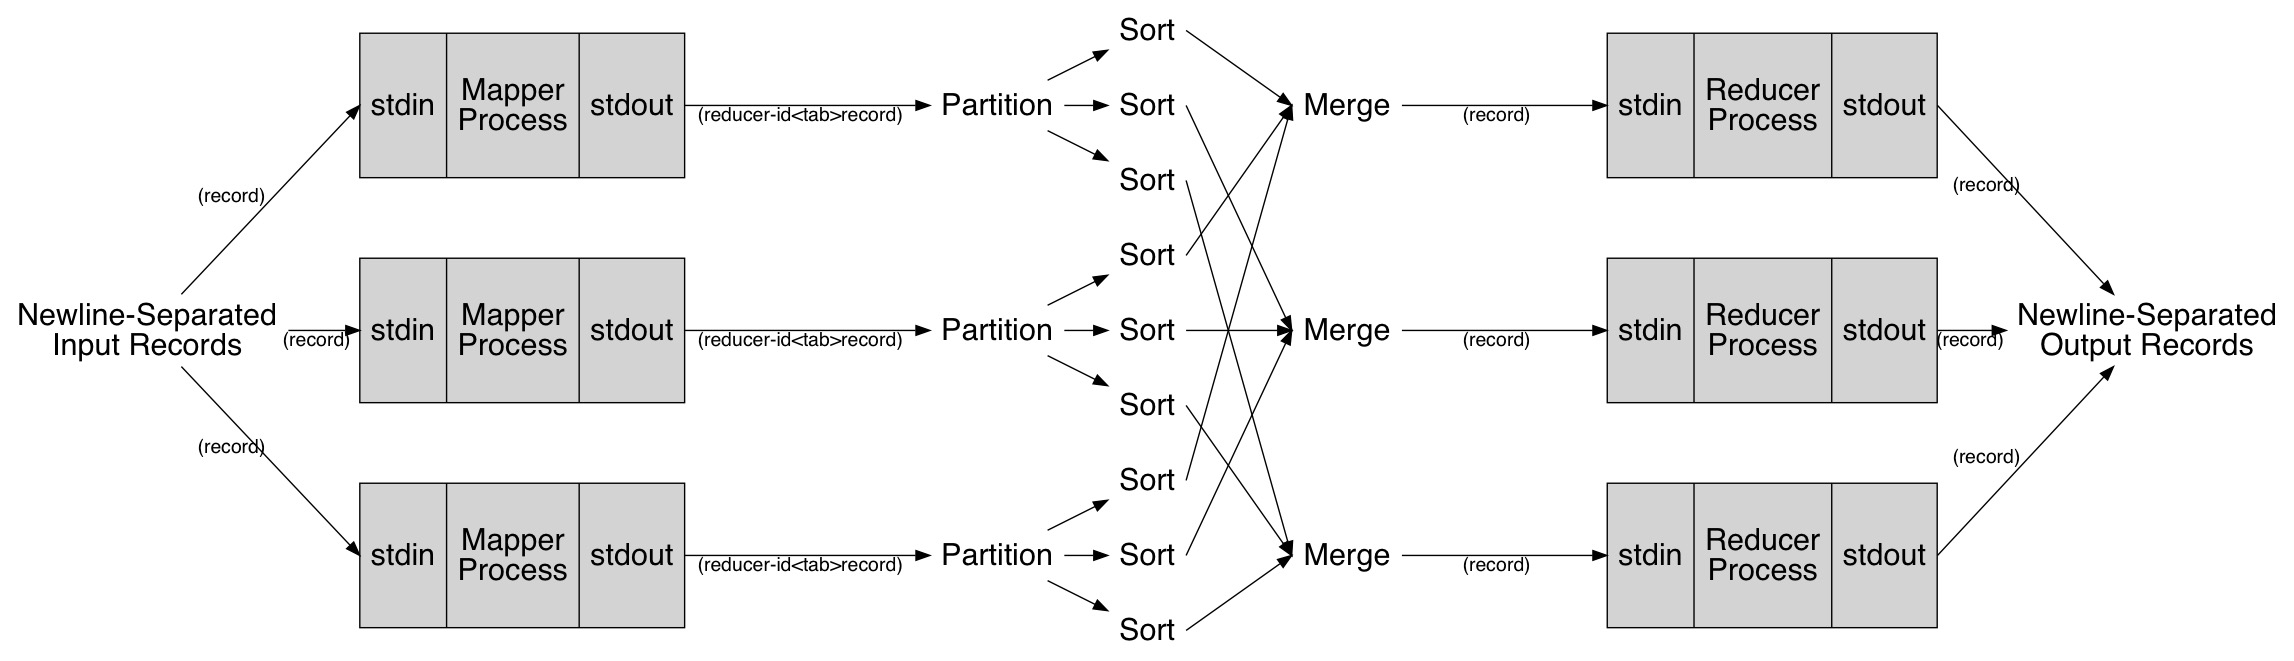 Newline-Separated
Input Records
(record)
(record)
(record)
stdin
Mapper
Process
stdout
stdin
Mapper
Process
stdout
stdin
Mapper
Process
stdout
(reducer-id<tab>record)
(reducer-id<tab>record)
(reducer-id<tab>record)
Partition
Partition
Partition
Sort
Sort
Sort
Sort
Sort
Sort
Sort
Sort
Sort
Merge
Merge
Merge
(record)
(record)
(record)
stdin
Reducer
Process
stdout
stdin
Reducer
Process
stdout
stdin
Reducer
Process
stdout
(record)
(record)
(record)
Newline-Separated
Output Records